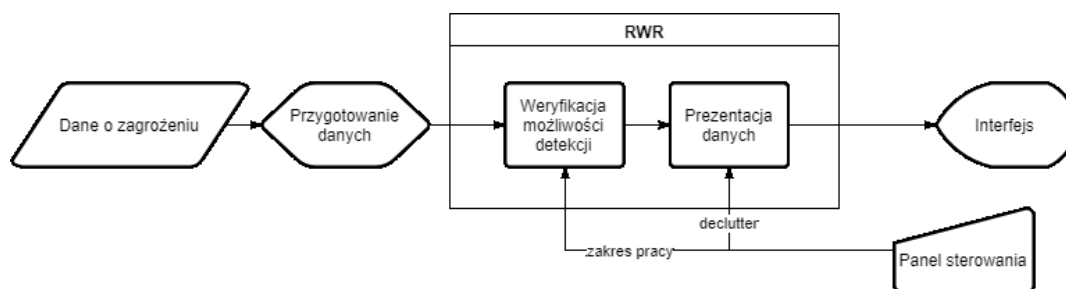 RWR
Dane o zagrożeniu
Przygotowanie
danych
Weryfikacja
możliwości
detekcji
Prezentacja
danych
Interfejs
declutter
zakres pracy
Panel sterowania